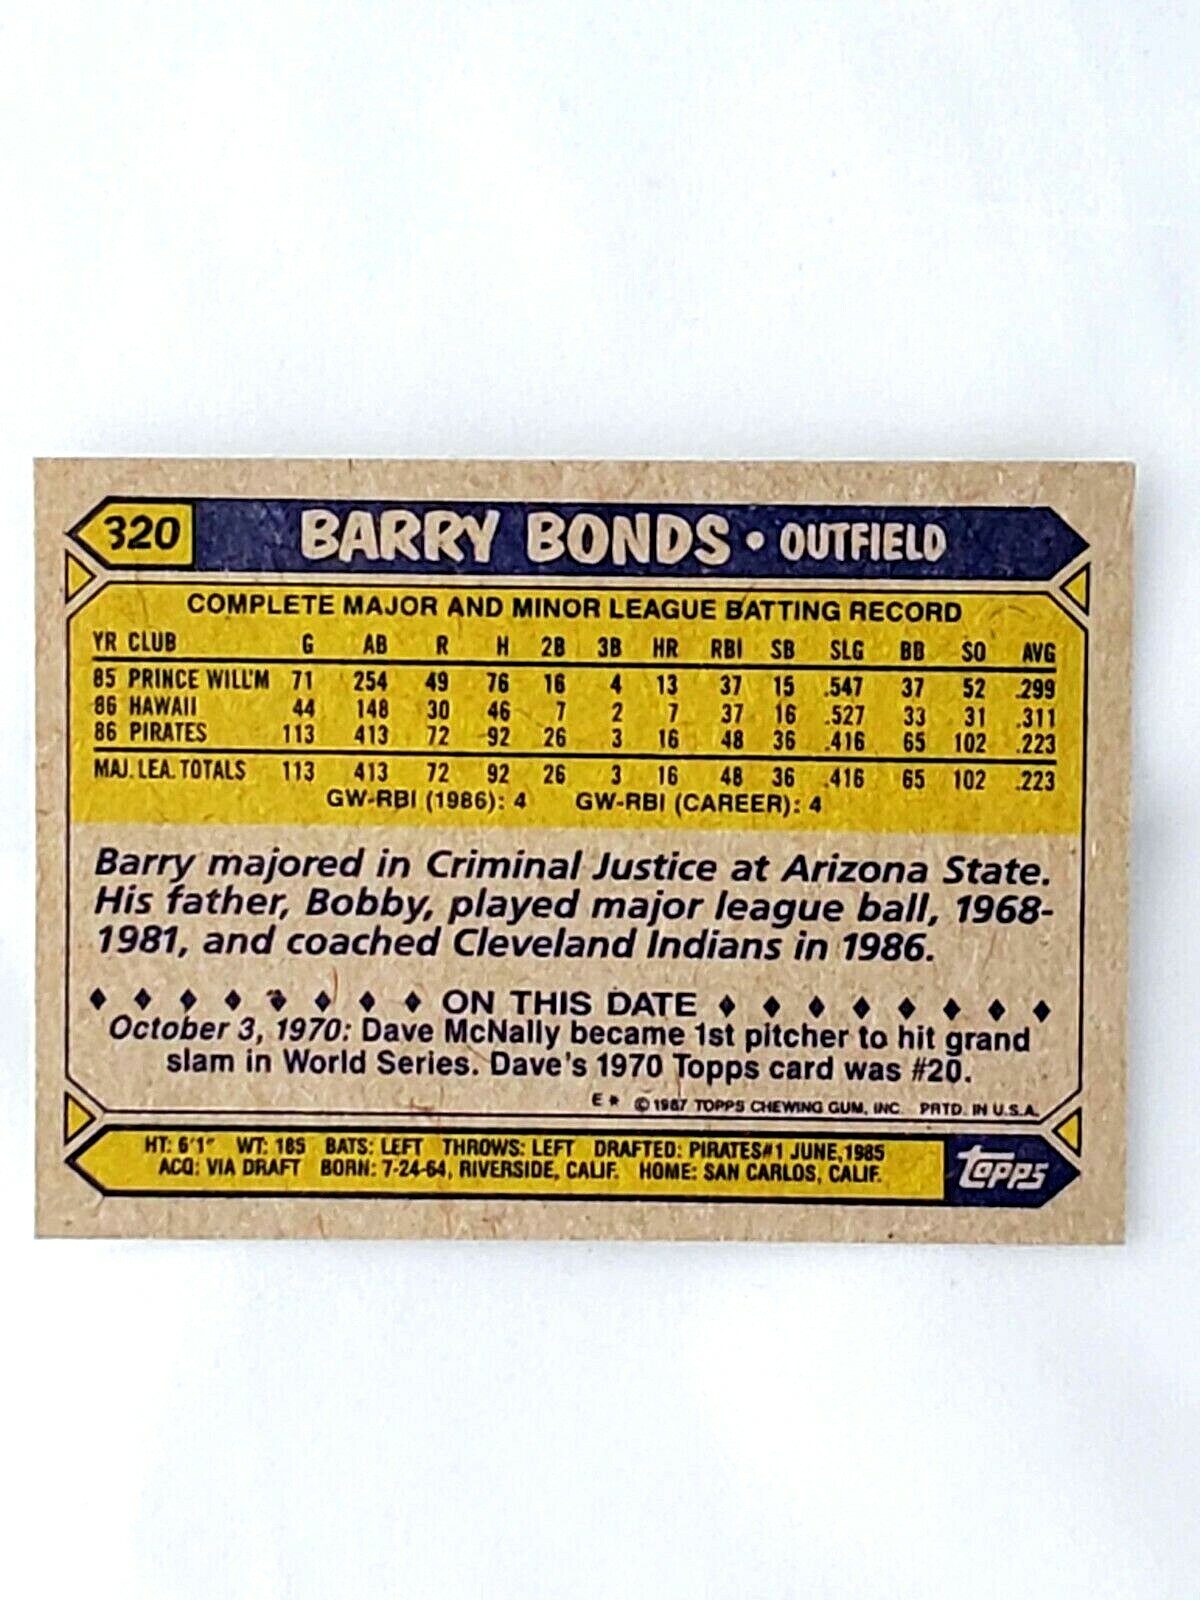 320 BARRY BONDS • OUTFIELD
COMPLETE MAJOR AND MINOR LEAGUE BATTING RECORD
YR CLUB G AB R H 2B 3B HR RBI SB SLG BB SO AVG
85 PRINCE WILL'M 71 254 49 76 16 4 13 37 15 .547 37 52 .299
86 HAWAII 44 148 30 46 7 2 7 37 16 .527 33 31 .311
86 PIRATES 113 413 72 92 26 3 16 48 36 .416 65 102 .223
MAJ. LEA. TOTALS 113 413 72 92 26 3 16 48 36 .416 65 102 .223
GW-RBI (1986): 4 GW-RBI (CAREER): 4
Barry majored in Criminal Justice at Arizona State.
His father, Bobby, played major league ball, 1968-
1981, and coached Cleveland Indians in 1986.
♦ ♦ ♦ ♦ ♦ ♦ ♦ ♦ ON THIS DATE ♦ ♦ ♦ ♦ ♦ ♦ ♦ ♦
October 3, 1970: Dave McNally became 1st pitcher to hit grand
slam in World Series. Dave's 1970 Topps card was #20.
E * © 1987 TOPPS CHEWING GUM, INC. PRTD. IN U.S.A.
HT: 6'1" WT: 185 BATS: LEFT THROWS: LEFT DRAFTED: PIRATES#1 JUNE,1985
ACQ: VIA DRAFT BORN: 7-24-64, RIVERSIDE, CALIF. HOME: SAN CARLOS, CALIF.
topps